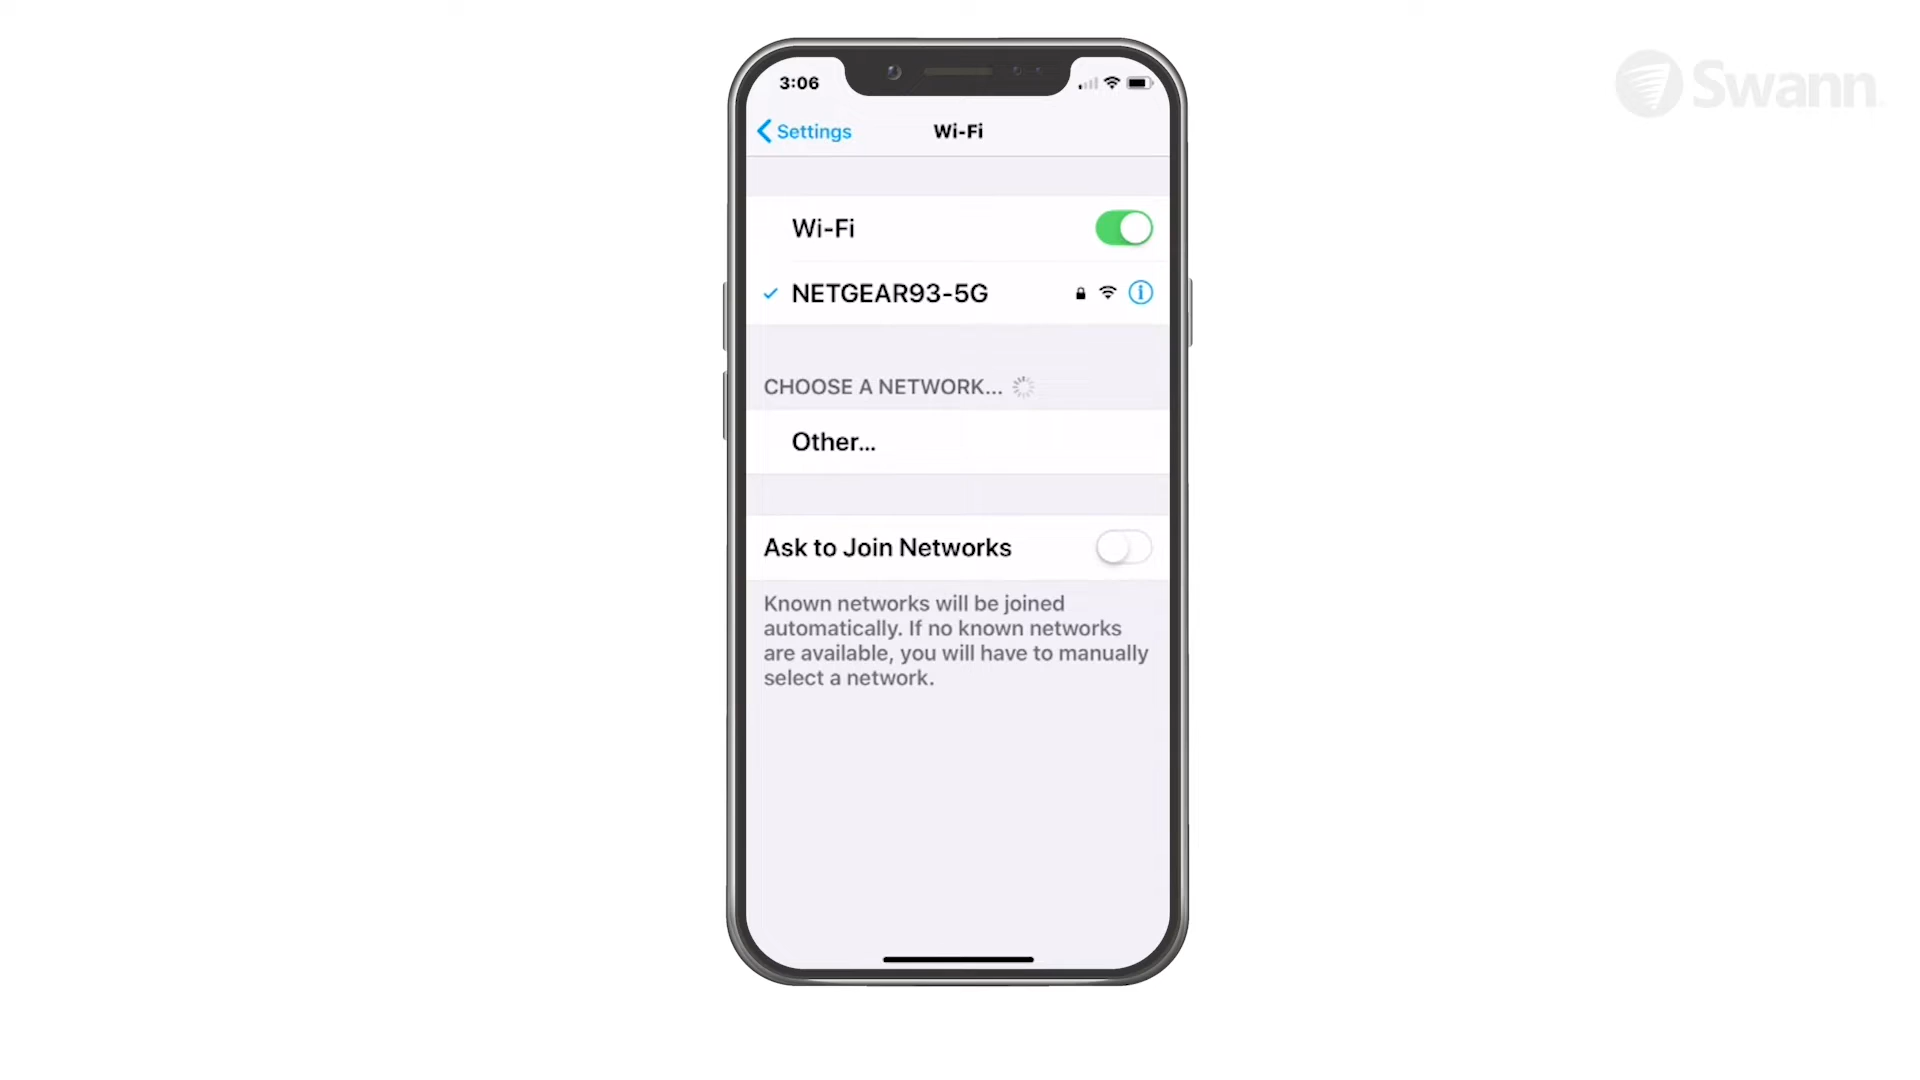 Swann
3:06
Settings
Wi-Fi
Wi-Fi
NETGEAR93-5G
CHOOSE A NETWORK...
Other...
Ask to Join Networks
Known networks will be joined
automatically. If no known networks
are available, you will have to manually
select a network.